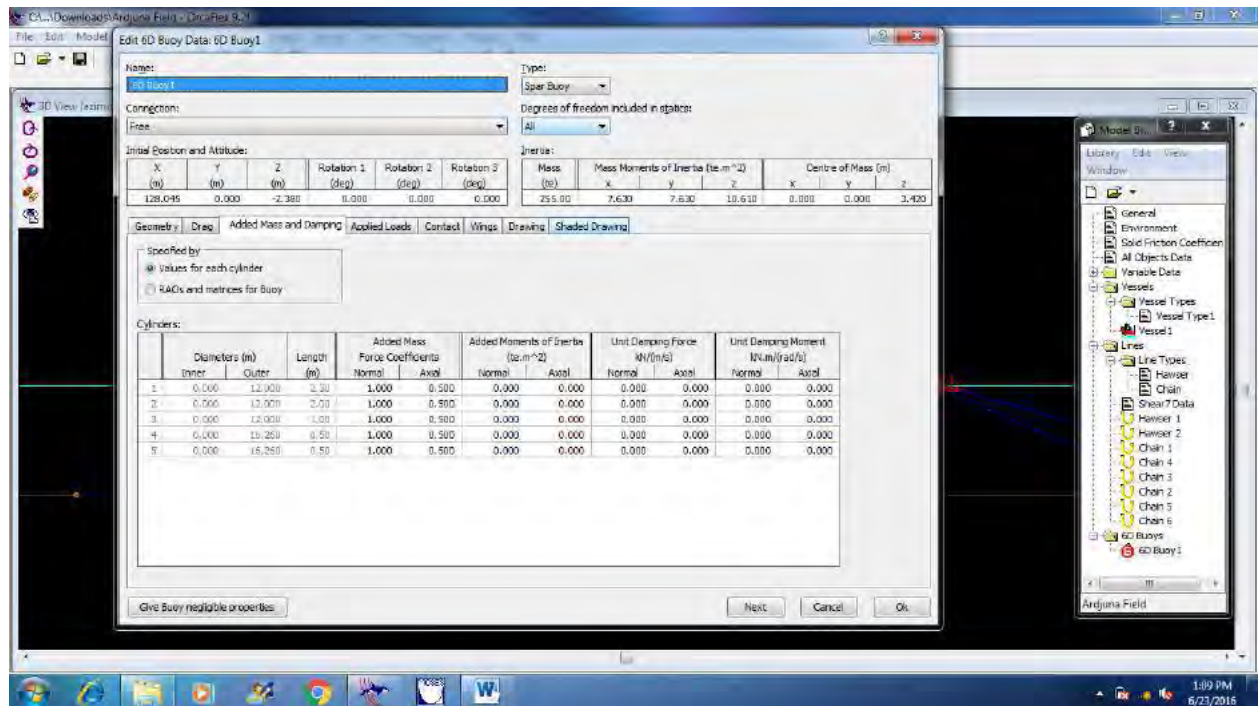 File Edit Model
Edit 6D Buoy Data: 6D Buoy1
Name:
6D Buoy1
Type:
Spar Buoy
Connection:
Free
Degrees of freedom included in statics:
All
Initial Position and Attitude:
X Y Z Rotation 1 Rotation 2 Rotation 3
(m) (m) (m) (deg) (deg) (deg)
128.045 0.000 -2.380 0.000 0.000 0.000
Inertia:
Mass Mass Moments of Inertia (te.m^2) Centre of Mass (m)
(te) x y z x y z
255.00 7.630 7.630 10.610 0.000 0.000 3.420
Geometry Drag Added Mass and Damping Applied Loads Contact Wings Drawing Shaded Drawing
Specified by
Values for each cylinder
RAOs and matrices for Buoy
Cylinders:
Added Mass Added Moments of Inertia Unit Damping Force Unit Damping Moment
Diameters (m) Length Force Coefficients (te.m^2) kN/(m/s) kN.m/(rad/s)
Inner Outer (m) Normal Axial Normal Axial Normal Axial Normal Axial
1 0.000 12.000 1.000 0.500 0.000 0.000 0.000 0.000 0.000 0.000
2 0.000 12.000 2.00 1.000 0.500 0.000 0.000 0.000 0.000 0.000 0.000
3 0.000 12.000 1.00 1.000 0.500 0.000 0.000 0.000 0.000 0.000 0.000
4 0.000 16.260 0.50 1.000 0.500 0.000 0.000 0.000 0.000 0.000 0.000
5 0.000 16.260 0.50 1.000 0.500 0.000 0.000 0.000 0.000 0.000 0.000
Give Buoy negligible properties
Next Cancel Ok
3D View
Model
Library Edit View
Window
General
Environment
Solid Friction Coefficien
All Objects Data
Variable Data
Vessels
Vessel Types
Vessel Type1
Vessel1
Lines
Line Types
Hawser
Chain
Shear7 Data
Hawser 1
Hawser 2
Chain 1
Chain 4
Chain 3
Chain 2
Chain 5
Chain 6
6D Buoys
6D Buoy1
Ardjuna Field
1:09 PM
6/23/2016